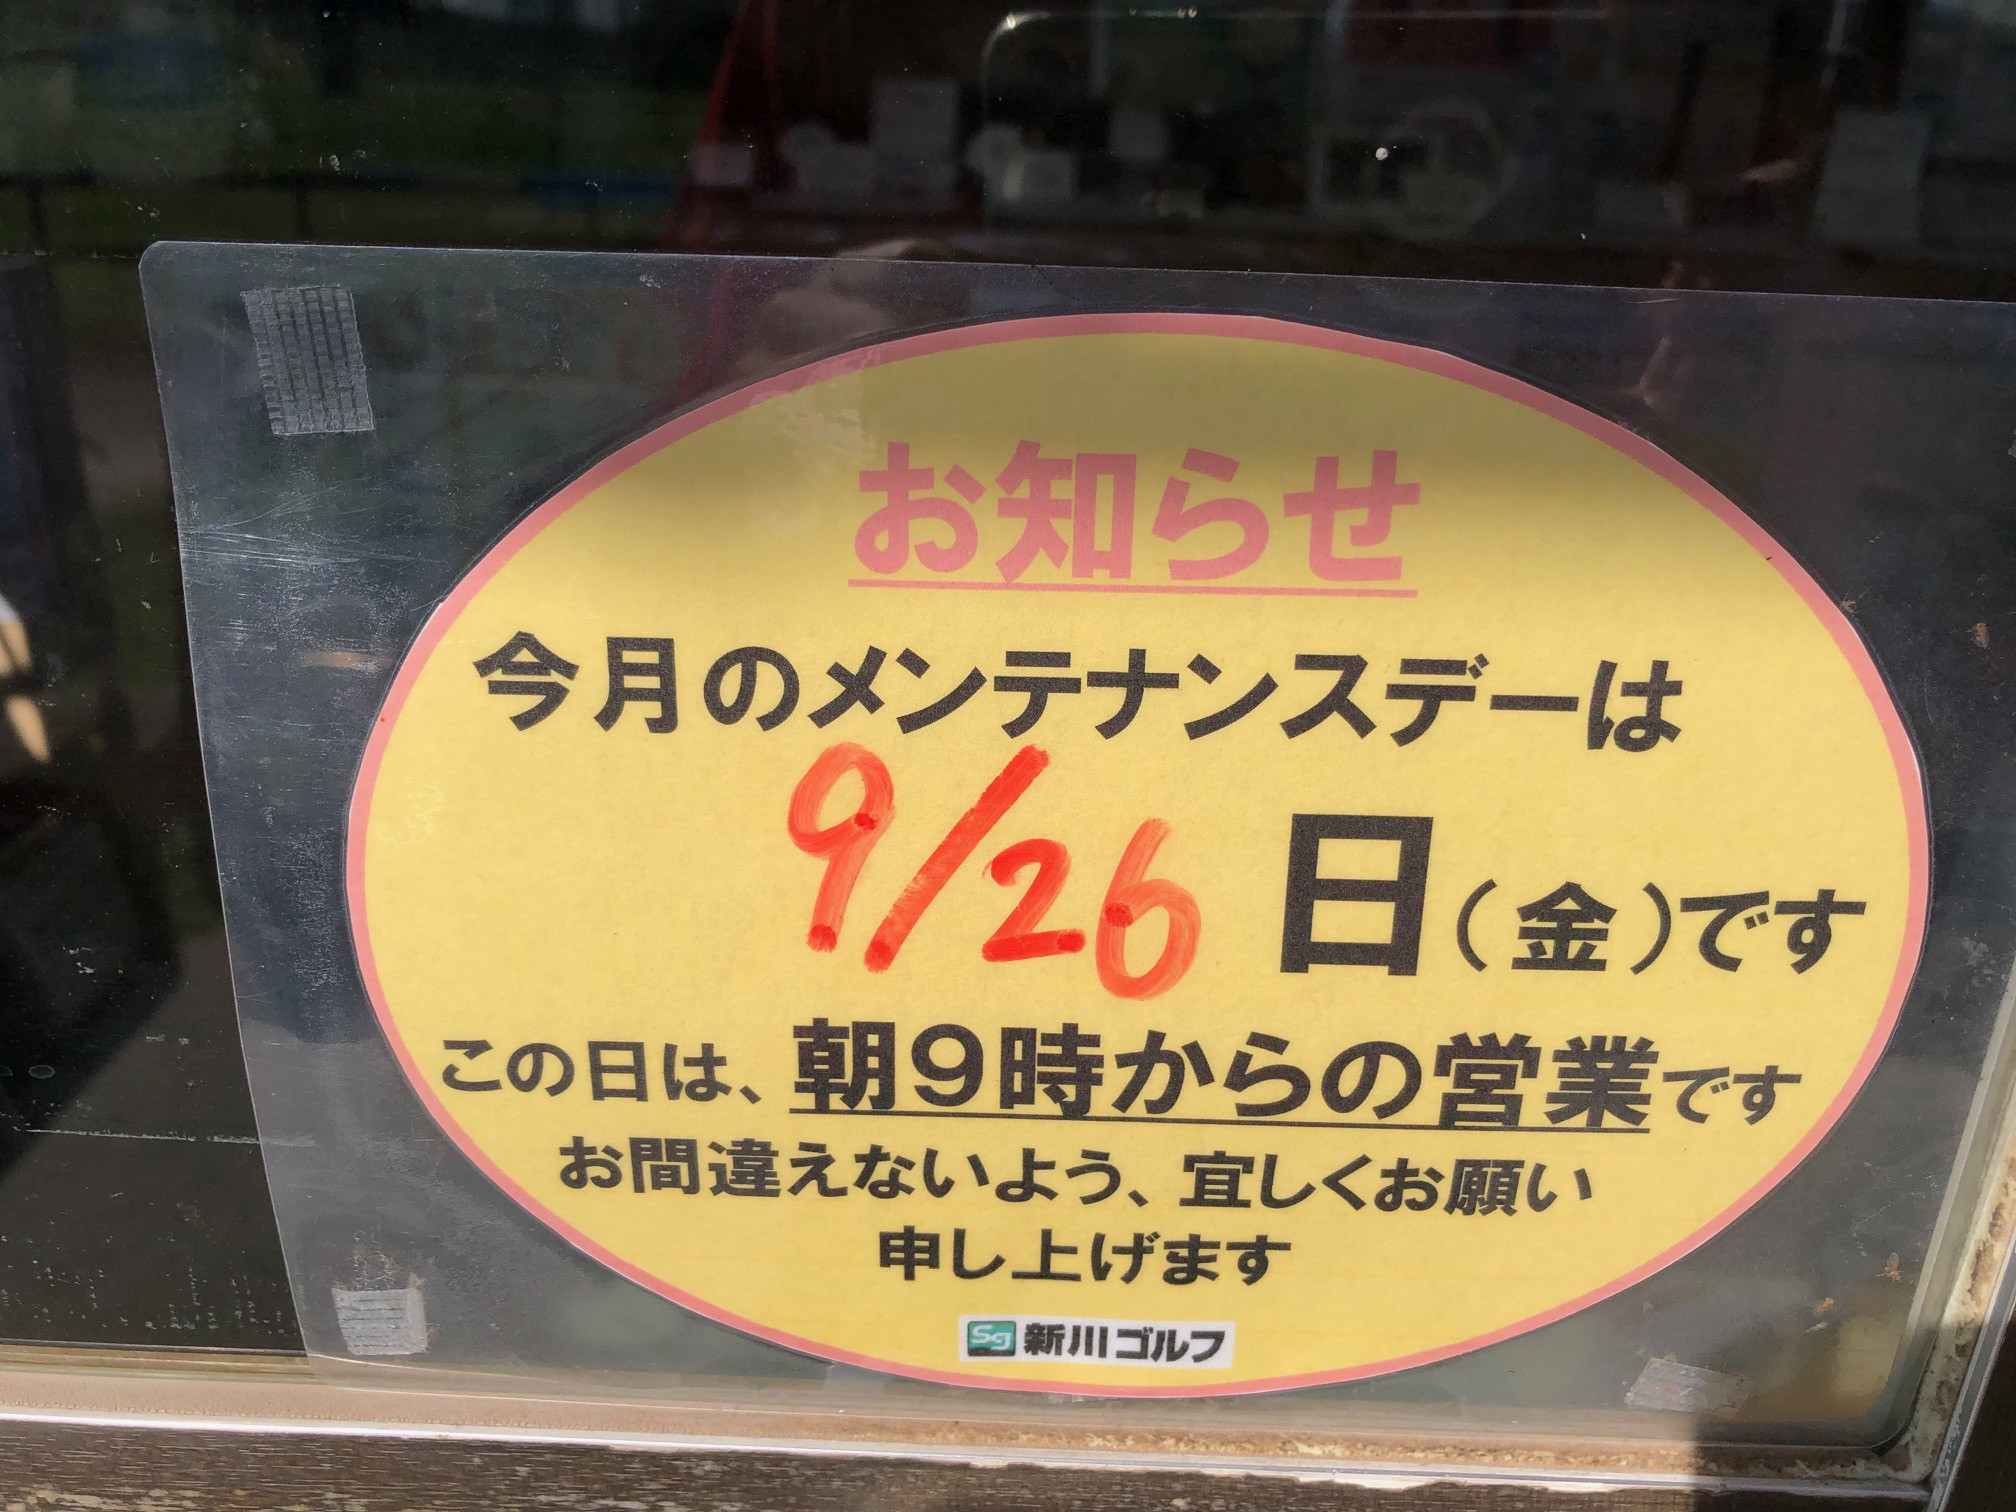 お知らせ
今月のメンテナンスデーは
9/26日(金)です
この日は、朝9時からの営業です
お間違えないよう、宜しくお願い
申し上げます
SG 新川ゴルフ